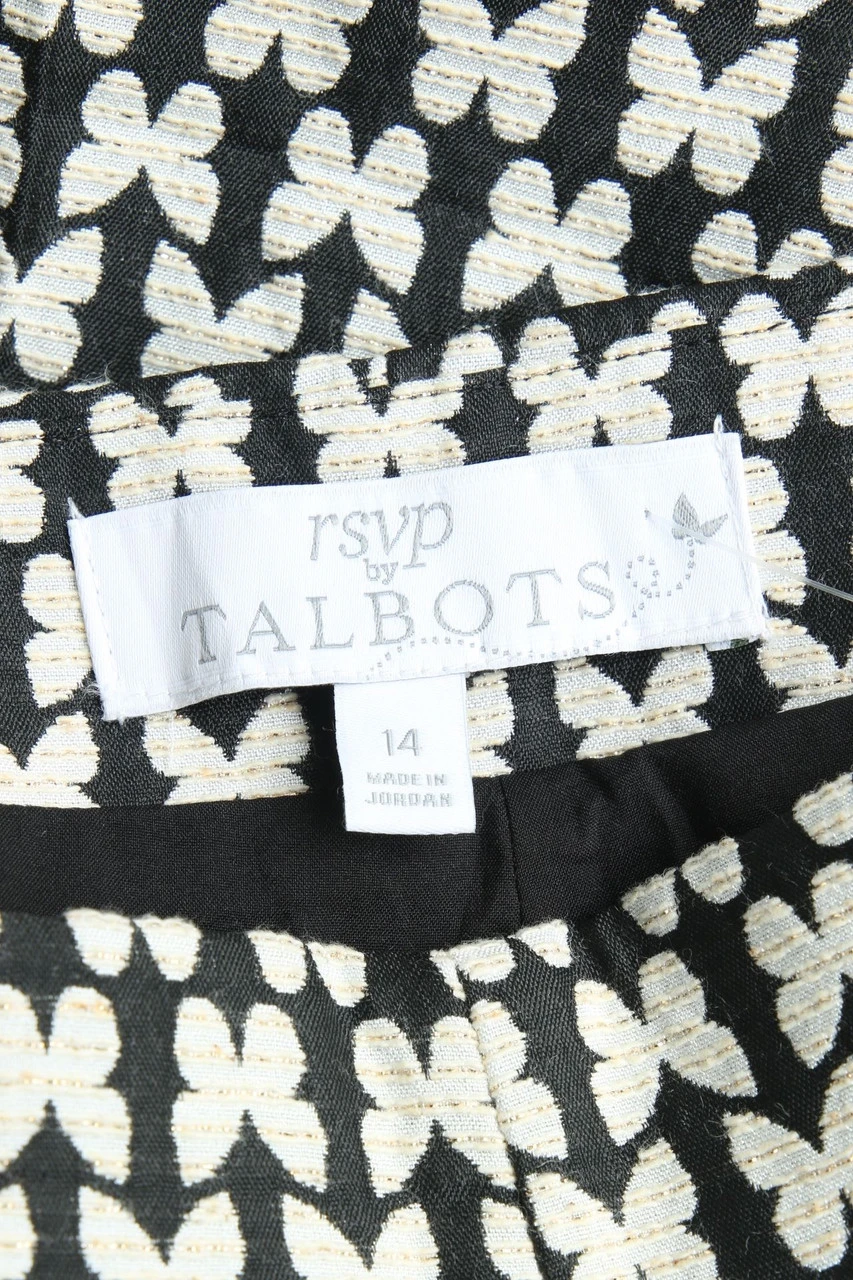 rsvp
by
TALBOTS
14
MADE IN
JORDAN